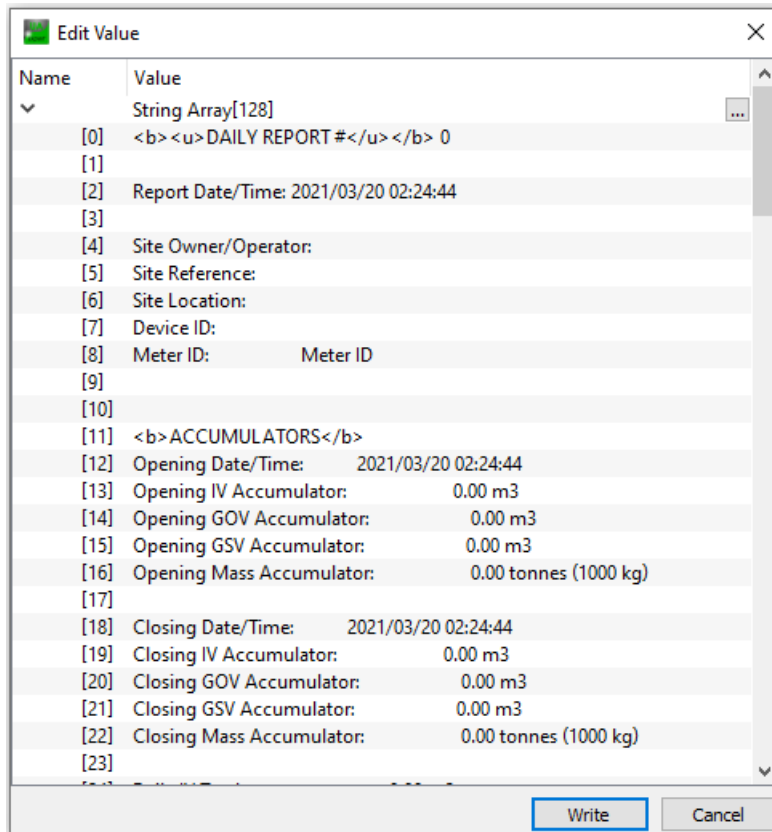 Edit Value
Name Value
String Array[128] ...
[0] <b><u>DAILY REPORT #</u></b> 0
[1]
[2] Report Date/Time: 2021/03/20 02:24:44
[3]
[4] Site Owner/Operator:
[5] Site Reference:
[6] Site Location:
[7] Device ID:
[8] Meter ID: Meter ID
[9]
[10]
[11] <b>ACCUMULATORS</b>
[12] Opening Date/Time: 2021/03/20 02:24:44
[13] Opening IV Accumulator: 0.00 m3
[14] Opening GOV Accumulator: 0.00 m3
[15] Opening GSV Accumulator: 0.00 m3
[16] Opening Mass Accumulator: 0.00 tonnes (1000 kg)
[17]
[18] Closing Date/Time: 2021/03/20 02:24:44
[19] Closing IV Accumulator: 0.00 m3
[20] Closing GOV Accumulator: 0.00 m3
[21] Closing GSV Accumulator: 0.00 m3
[22] Closing Mass Accumulator: 0.00 tonnes (1000 kg)
[23]
Write Cancel